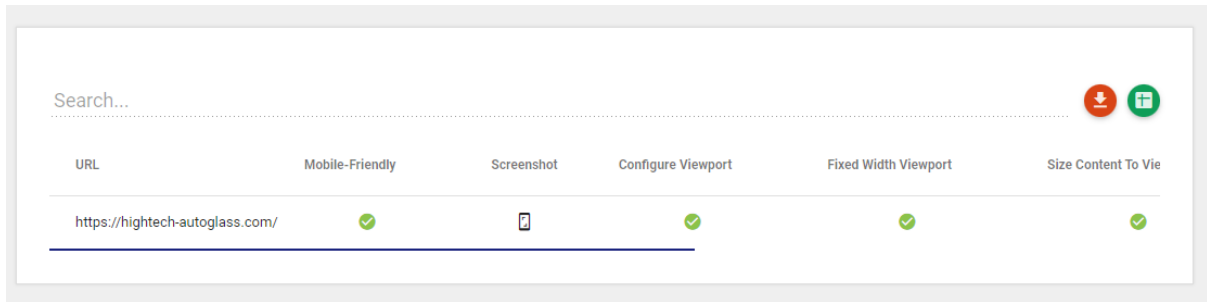 Search...
URL Mobile-Friendly Screenshot Configure Viewport Fixed Width Viewport Size Content To Vie
https://hightech-autoglass.com/